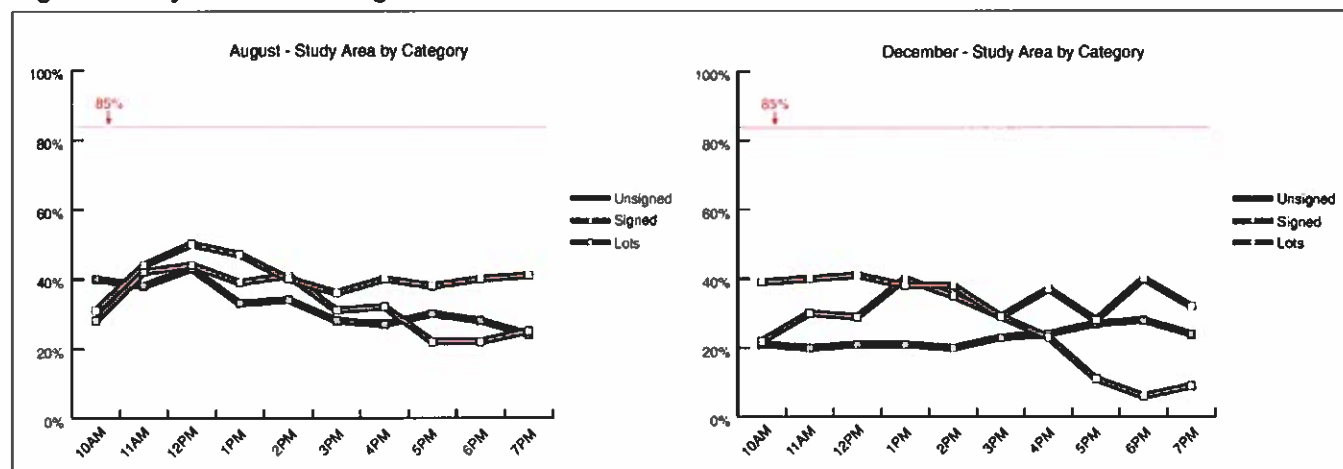 August - Study Area by Category
100%
85%
80%
60%
40%
20%
0%
10AM
11AM
12PM
1PM
2PM
3PM
4PM
5PM
6PM
7PM
Unsigned
Signed
Lots
December - Study Area by Category
100%
85%
80%
60%
40%
20%
0%
10AM
11AM
12PM
1PM
2PM
3PM
4PM
5PM
6PM
7PM
Unsigned
Signed
Lots